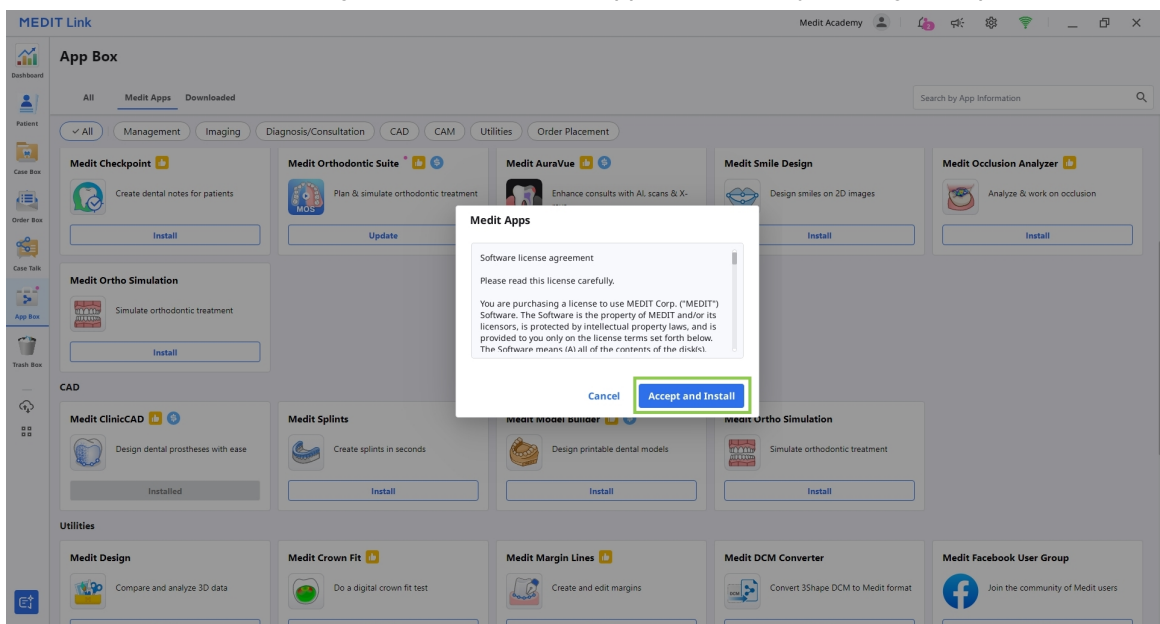 MEDIT Link
Medit Academy
App Box
Dashboard
Patient
Case Box
Order Box
Case Talk
App Box
Trash Box
All Medit Apps Downloaded
Search by App Information
All Management Imaging Diagnosis/Consultation CAD CAM Utilities Order Placement
Medit Checkpoint
Create dental notes for patients
Install
Medit Orthodontic Suite
MOS
Plan & simulate orthodontic treatment
Update
Medit AuraVue
Enhance consults with AI, scans & X-
Medit Smile Design
Design smiles on 2D images
Install
Medit Occlusion Analyzer
Analyze & work on occlusion
Install
Medit Ortho Simulation
Simulate orthodontic treatment
Install
Medit Apps
Software license agreement
Please read this license carefully.
You are purchasing a license to use MEDIT Corp. ("MEDIT")
Software. The Software is the property of MEDIT and/or its
licensors, is protected by intellectual property laws, and is
provided to you only on the license terms set forth below.
The Software means (A) all of the contents of the disk(s),
Cancel
Accept and Install
CAD
Medit ClinicCAD
Design dental prostheses with ease
Installed
Medit Splints
Create splints in seconds
Install
Medit Model Builder
Design printable dental models
Install
Medit Ortho Simulation
Simulate orthodontic treatment
Install
Utilities
Medit Design
Compare and analyze 3D data
Medit Crown Fit
Do a digital crown fit test
Medit Margin Lines
Create and edit margins
Medit DCM Converter
DCM
Convert 3Shape DCM to Medit format
Medit Facebook User Group
Join the community of Medit users